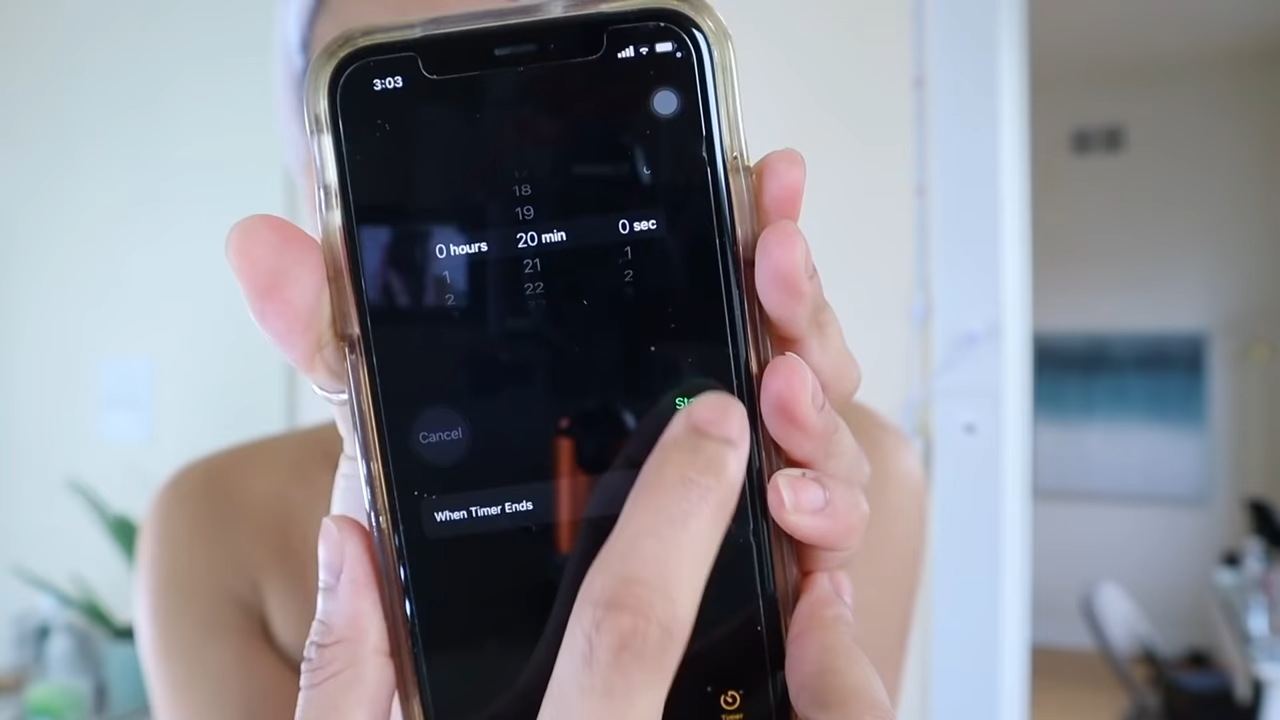 3:03
18
19
0 hours 20 min 0 sec
1 21 1
2 22 2
Cancel
When Timer Ends
Timer